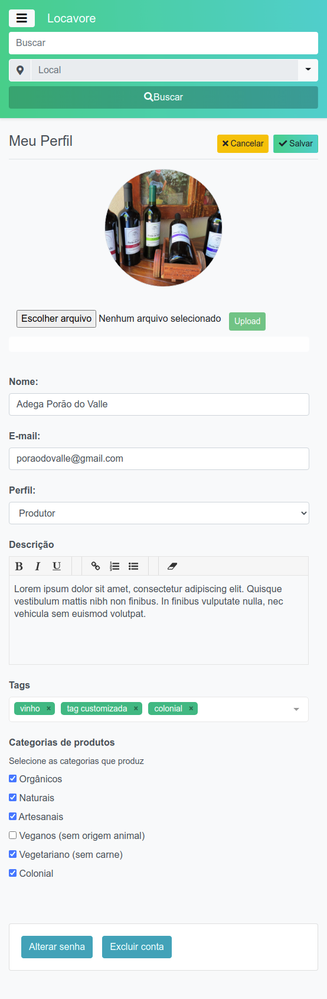 Locavore
Buscar
Local
Buscar
Meu Perfil
Cancelar
Salvar
Escolher arquivo Nenhum arquivo selecionado
Upload
Nome:
Adega Porão do Valle
E-mail:
poraodovalle@gmail.com
Perfil:
Produtor
Descrição
B I U
Lorem ipsum dolor sit amet, consectetur adipiscing elit. Quisque
vestibulum mattis nibh non finibus. In finibus vulputate nulla, nec
vehicula sem euismod volutpat.
Tags
vinho × tag customizada × colonial ×
Categorias de produtos
Selecione as categorias que produz
Orgânicos
Naturais
Artesanais
Veganos (sem origem animal)
Vegetariano (sem carne)
Colonial
Alterar senha
Excluir conta